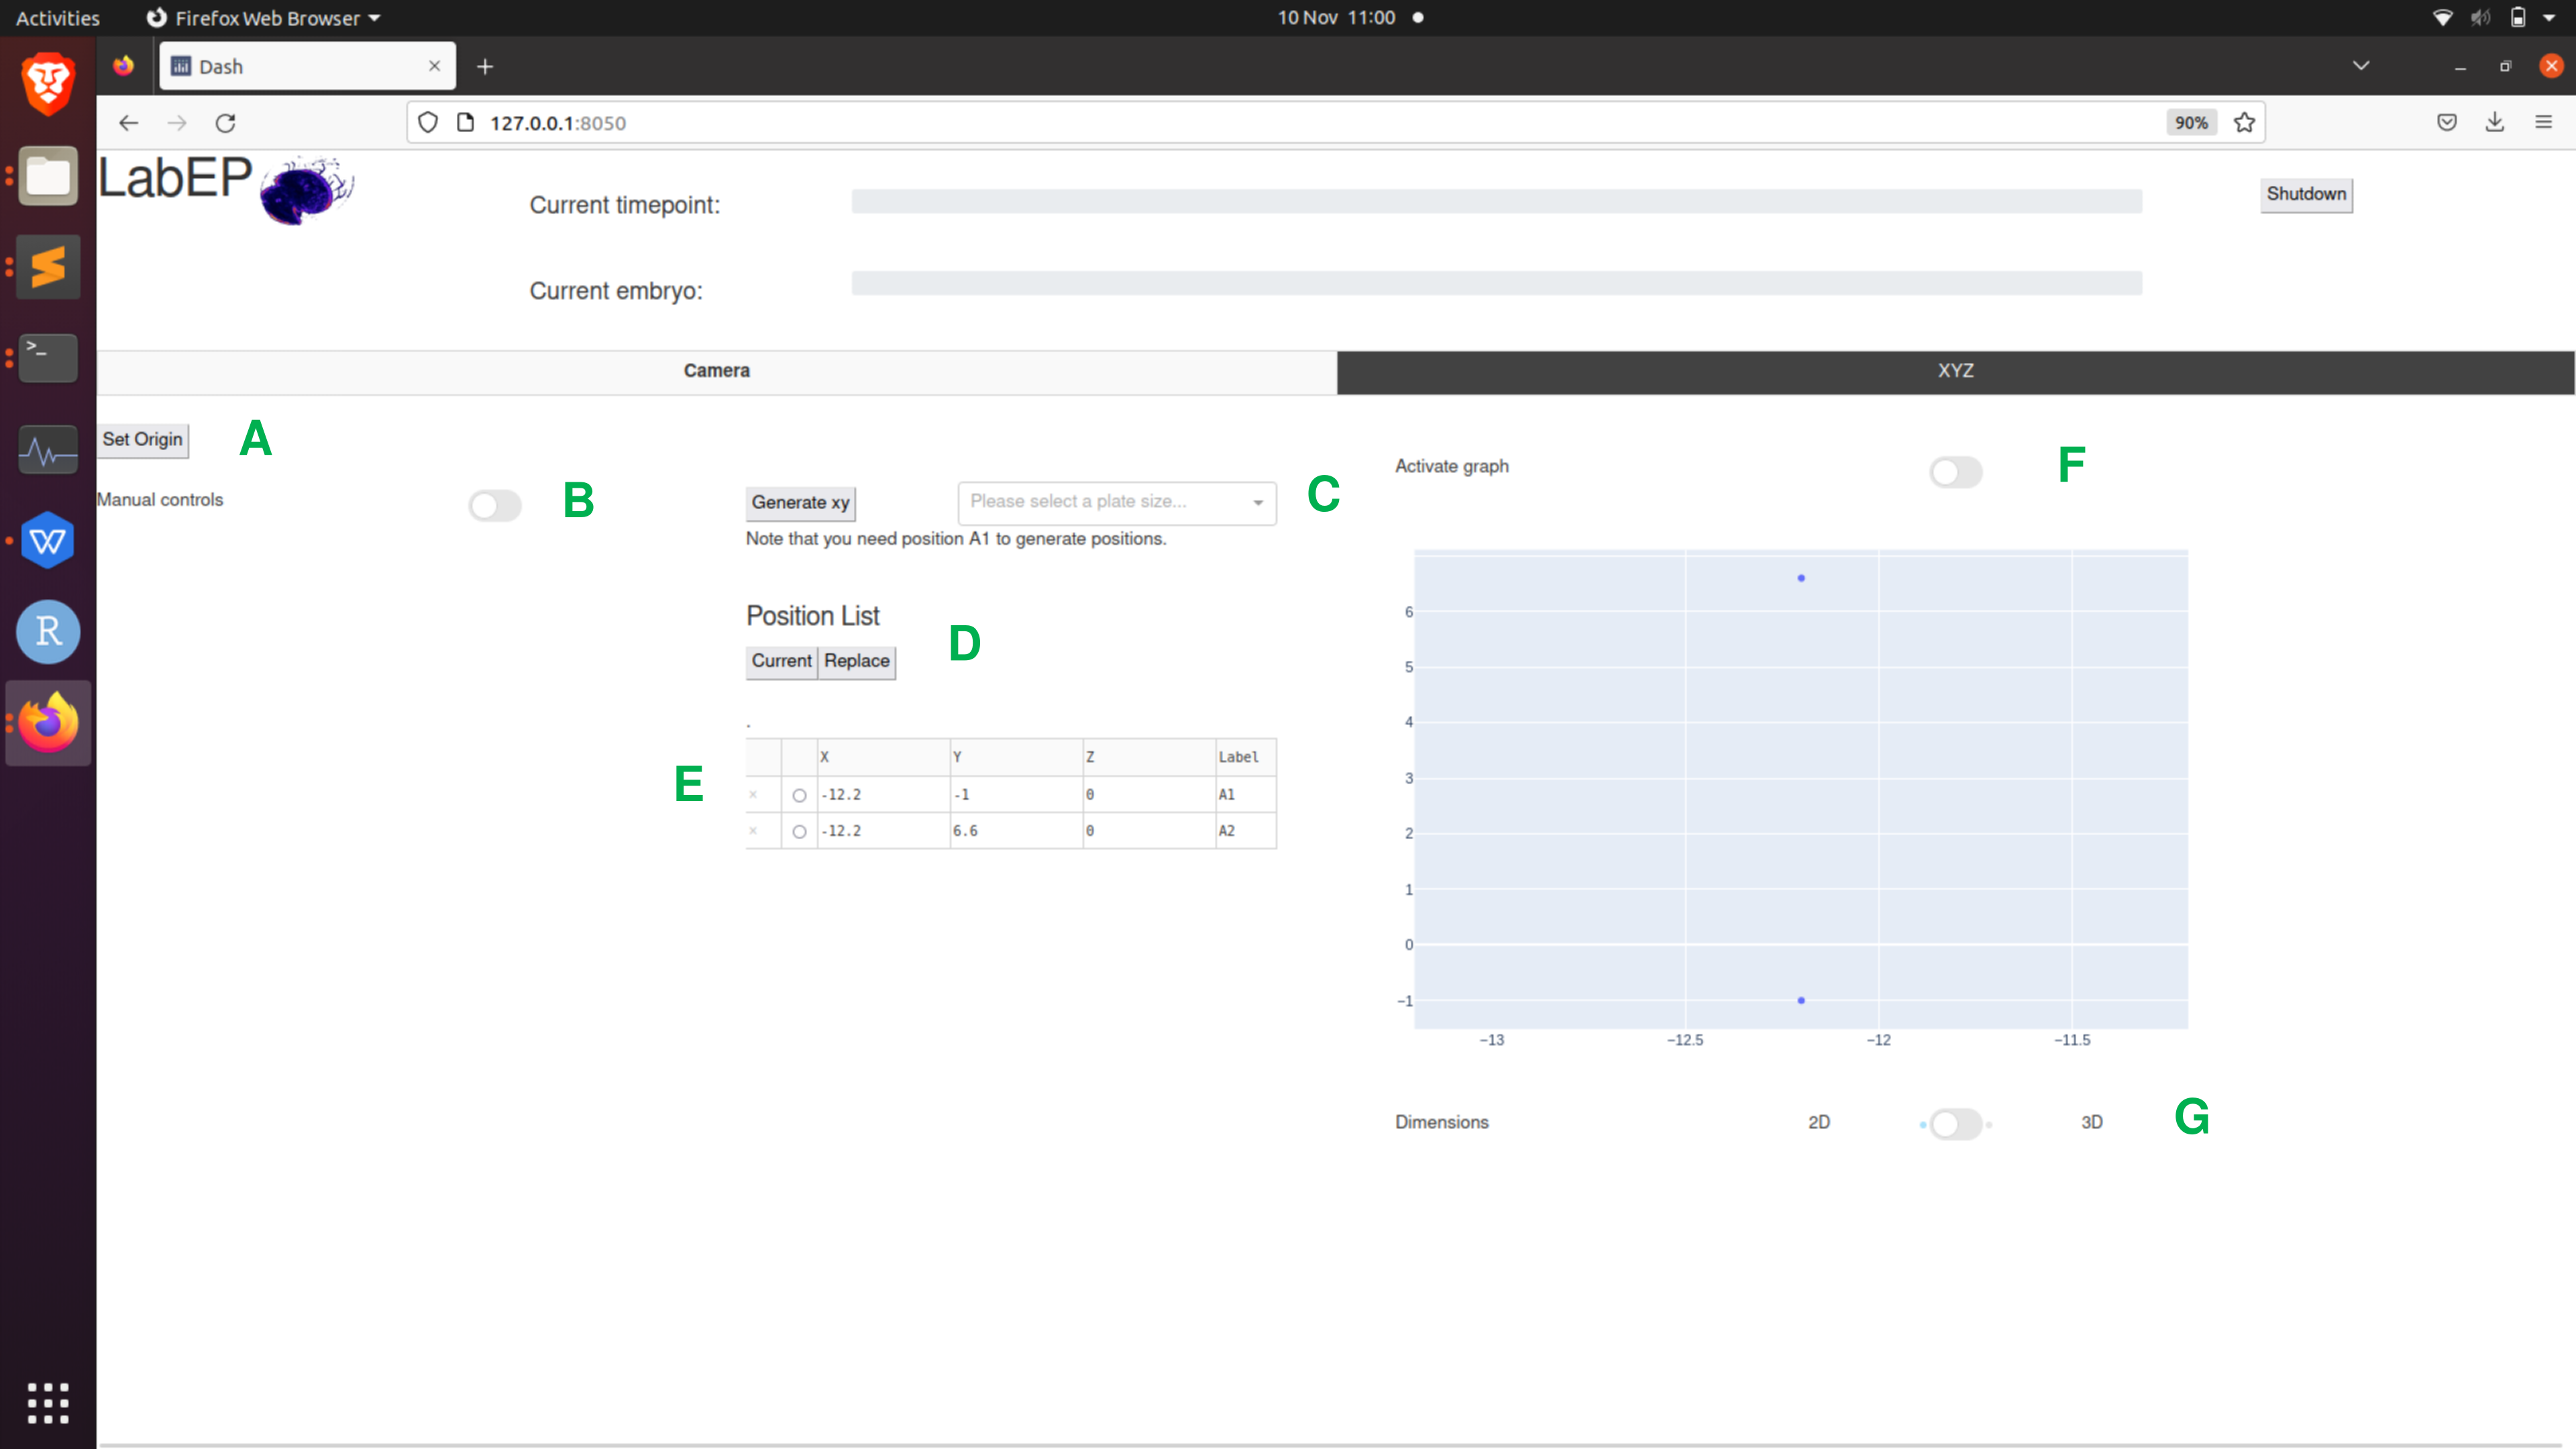 Activities Firefox Web Browser 10 Nov 11:00
Dash
127.0.0.1:8050 90%
LabEP
Current timepoint:
Shutdown
Current embryo:
Camera XYZ
Set Origin A
Manual controls B
Generate xy Please select a plate size... C
Note that you need position A1 to generate positions.
Position List
Current Replace D
E
X Y Z Label
-12.2 -1 0 A1
-12.2 6.6 0 A2
Activate graph F
6
5
4
3
2
1
0
−1
−13 −12.5 −12 −11.5
Dimensions 2D 3D G